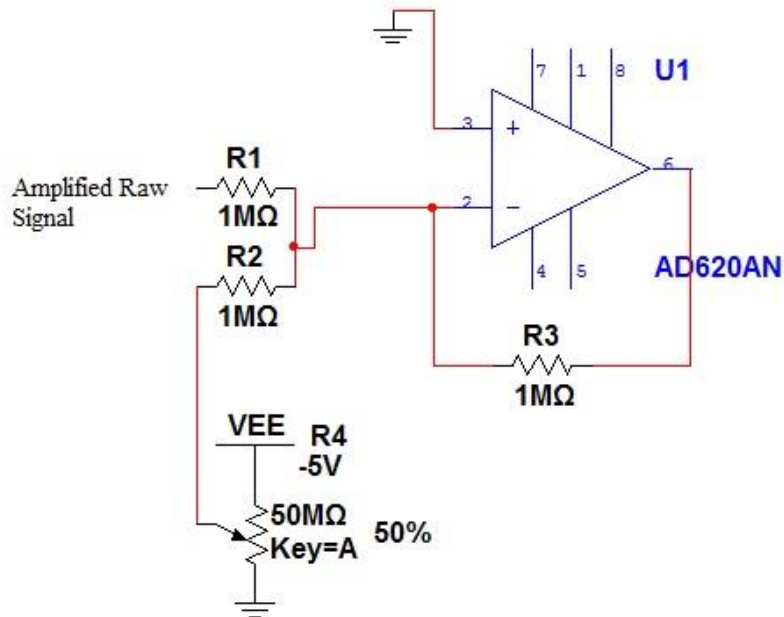 7
1
8
U1
3
+
R1
6
Amplified Raw
Signal
1MΩ
2
−
R2
4
5
AD620AN
1MΩ
R3
1MΩ
VEE
R4
-5V
50MΩ
50%
Key=A